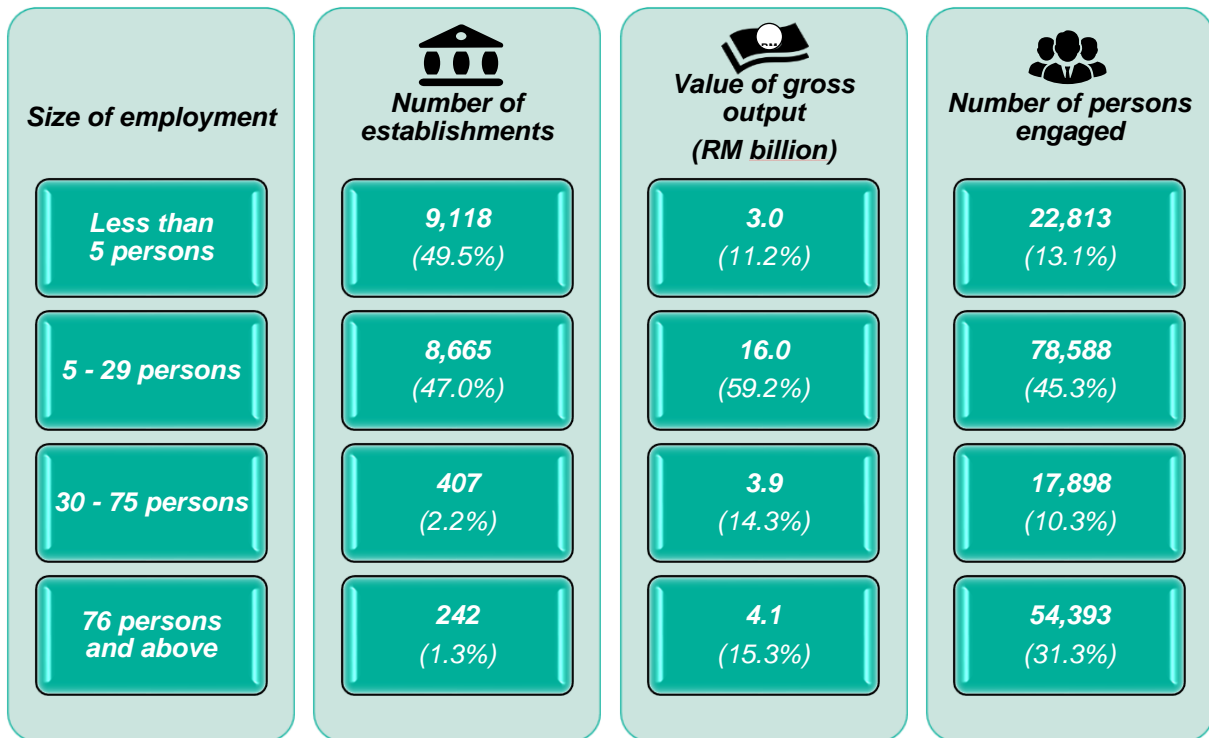 Size of employment
Number of
establishments
Value of gross
output
(RM billion)
Number of persons
engaged
Less than
5 persons
9,118
(49.5%)
3.0
(11.2%)
22,813
(13.1%)
5 - 29 persons
8,665
(47.0%)
16.0
(59.2%)
78,588
(45.3%)
30 - 75 persons
407
(2.2%)
3.9
(14.3%)
17,898
(10.3%)
76 persons
and above
242
(1.3%)
4.1
(15.3%)
54,393
(31.3%)